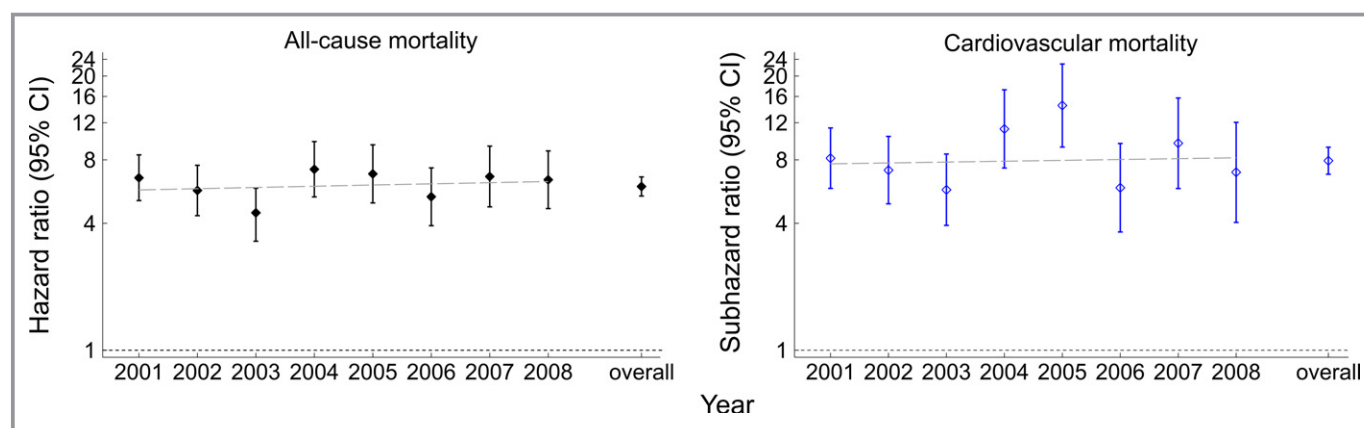 All-cause mortality
Hazard ratio (95% CI)
24
20
16
12
8
4
1
2001 2002 2003 2004 2005 2006 2007 2008 overall
Cardiovascular mortality
Subhazard ratio (95% CI)
24
20
16
12
8
4
1
2001 2002 2003 2004 2005 2006 2007 2008 overall
Year